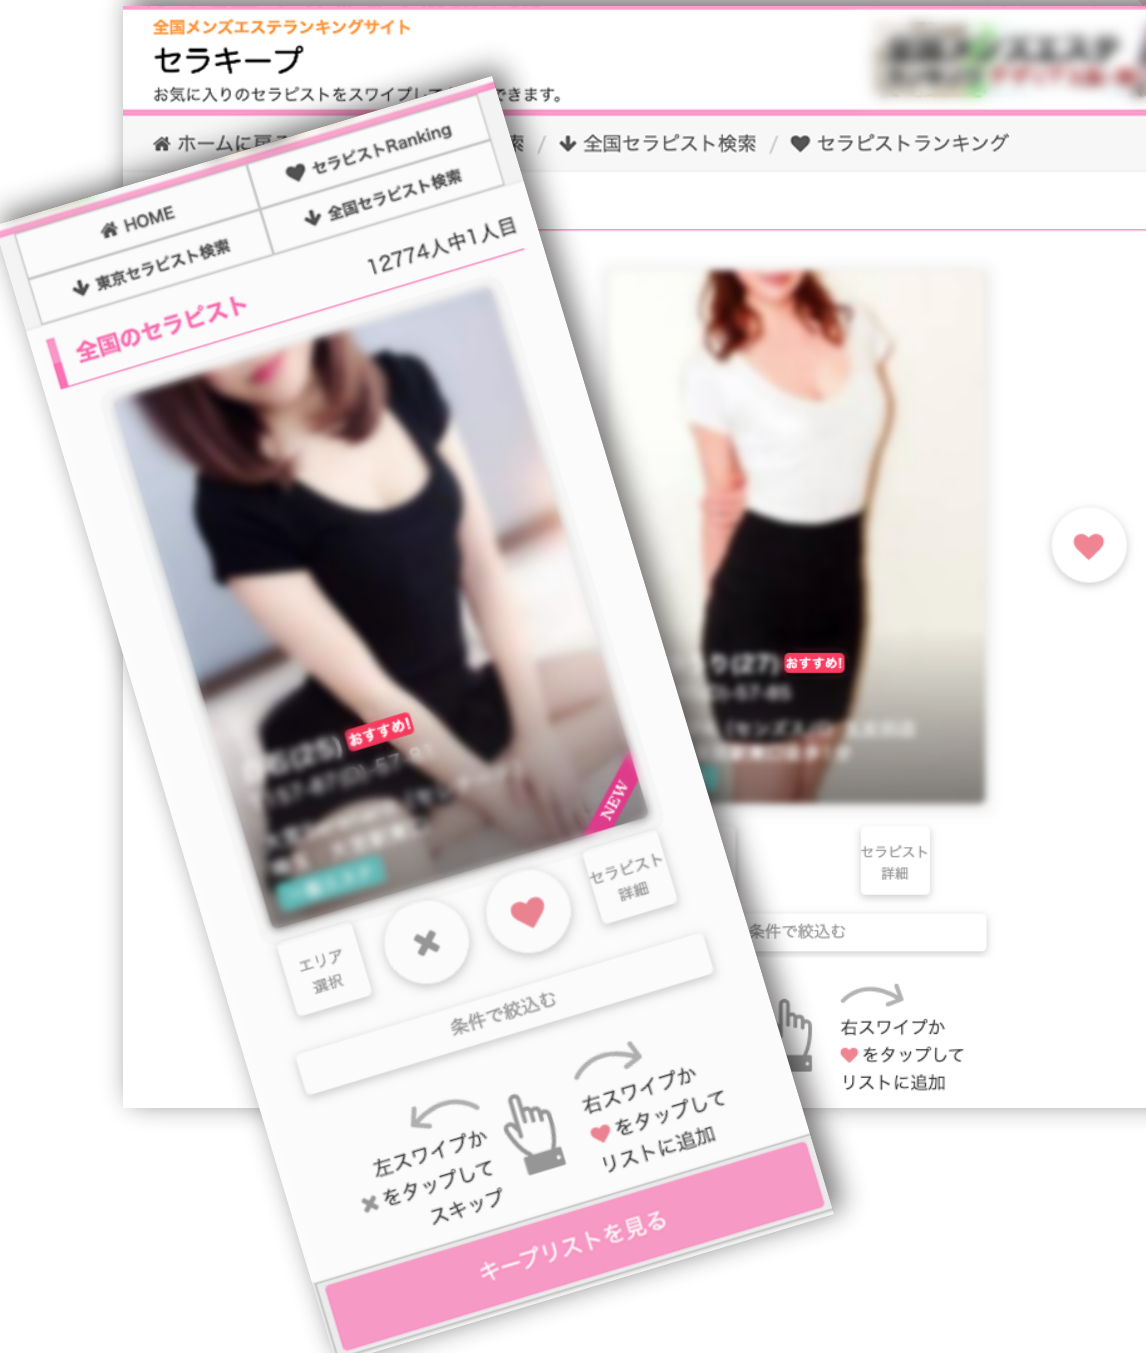 全国メンズエステランキングサイト
セラキープ
お気に入りのセラピストをスワイプして
できます。
ホームに戻る
索 / 全国セラピスト検索 / セラピストランキング
HOME
セラピストRanking
東京セラピスト検索
全国セラピスト検索
12774人中1人目
全国のセラピスト
(25) おすすめ!
NEW
エリア
選択
セラピスト
詳細
条件で絞込む
左スワイプか
をタップして
スキップ
右スワイプか
をタップして
リストに追加
キープリストを見る
(27) おすすめ!
セラピスト
詳細
条件で絞込む
右スワイプか
をタップして
リストに追加